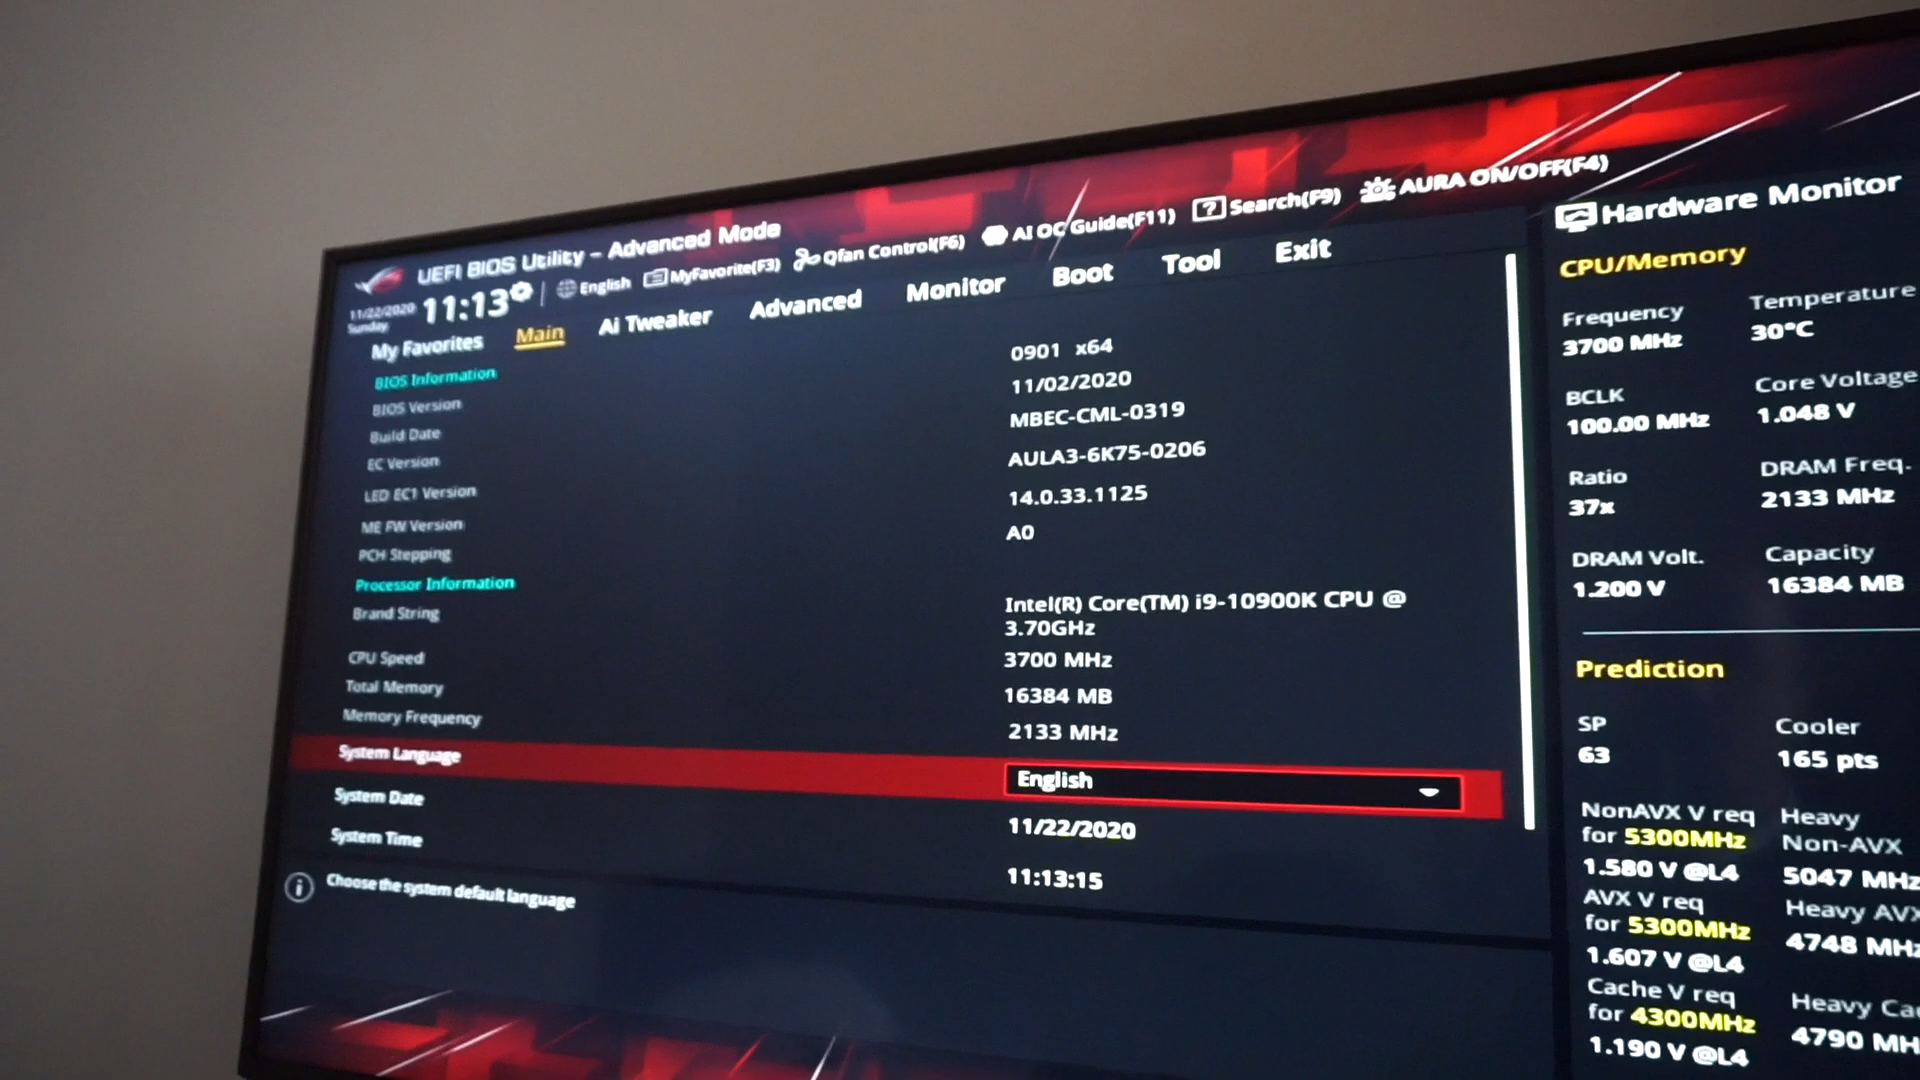 UEFI BIOS Utility – Advanced Mode
11/22/2020
Sunday
11:13
English
MyFavorite(F3)
Qfan Control(F6)
AI OC Guide(F11)
Search(F9)
AURA ON/OFF(F4)
My Favorites
Main
Ai Tweaker
Advanced
Monitor
Boot
Tool
Exit
BIOS Information
BIOS Version
0901 x64
Build Date
11/02/2020
EC Version
MBEC-CML-0319
LED EC1 Version
AULA3-6K75-0206
ME FW Version
14.0.33.1125
PCH Stepping
A0
Processor Information
Brand String
Intel(R) Core(TM) i9-10900K CPU @
3.70GHz
CPU Speed
3700 MHz
Total Memory
16384 MB
Memory Frequency
2133 MHz
System Language
English
System Date
11/22/2020
System Time
11:13:15
Choose the system default language
Hardware Monitor
CPU/Memory
Frequency
Temperature
3700 MHz
30°C
BCLK
Core Voltage
100.00 MHz
1.048 V
Ratio
DRAM Freq.
37x
2133 MHz
DRAM Volt.
Capacity
1.200 V
16384 MB
Prediction
SP
Cooler
63
165 pts
NonAVX V req
for 5300MHz
Heavy
Non-AVX
1.580 V @L4
5047 MHz
AVX V req
for 5300MHz
Heavy AVX
1.607 V @L4
4748 MHz
Cache V req
for 4300MHz
Heavy Ca
1.190 V @L4
4790 MH